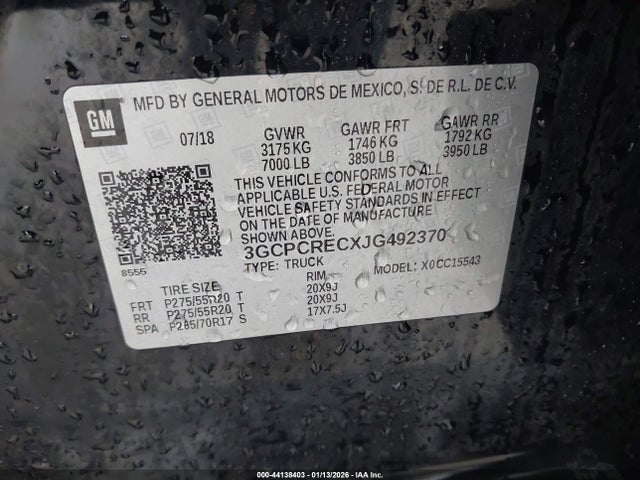 GM
MFD BY GENERAL MOTORS DE MEXICO, S. DE R.L. DE C.V.
07/18 GVWR GAWR FRT GAWR RR
3175 KG 1746 KG 1792 KG
7000 LB 3850 LB 3950 LB
THIS VEHICLE CONFORMS TO ALL
APPLICABLE U.S. FEDERAL MOTOR
VEHICLE SAFETY STANDARDS IN EFFECT
ON THE DATE OF MANUFACTURE
SHOWN ABOVE.
3GCPCRECXJG492370
8556 TYPE: TRUCK MODEL: X0CC15543
TIRE SIZE RIM
FRT P275/55R20 T 20X9J
RR P275/55R20 T 20X9J
SPA P265/70R17 S 17X7.5J
000-44138403 - 01/13/2026 - IAA Inc.